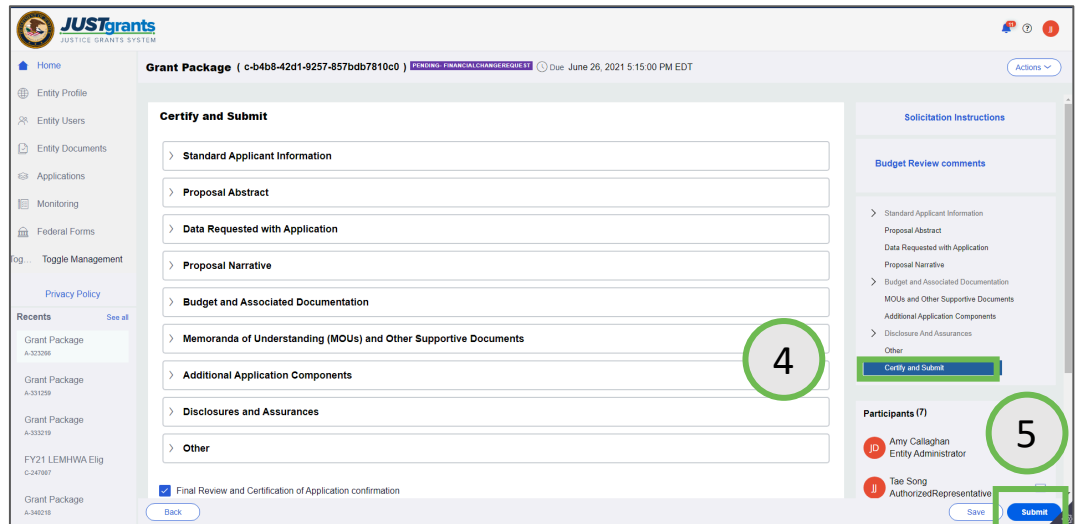 JUSTgrants
JUSTICE GRANTS SYSTEM
11
JJ
Home
Entity Profile
Entity Users
Entity Documents
Applications
Monitoring
Federal Forms
Tog... Toggle Management
Privacy Policy
Recents See all
Grant Package
A-323266
Grant Package
A-331259
Grant Package
A-333219
FY21 LEMHWA Elig
C-247097
Grant Package
A-340218
Grant Package ( c-b4b8-42d1-9257-857bdb7810c0 ) PENDING-FINANCIALCHANGEREQUEST Due June 26, 2021 5:15:00 PM EDT
Actions
Certify and Submit
Standard Applicant Information
Proposal Abstract
Data Requested with Application
Proposal Narrative
Budget and Associated Documentation
Memoranda of Understanding (MOUs) and Other Supportive Documents
Additional Application Components
Disclosures and Assurances
Other
Final Review and Certification of Application confirmation
Back
Save
Submit
4
Solicitation Instructions
Budget Review comments
Standard Applicant Information
Proposal Abstract
Data Requested with Application
Proposal Narrative
Budget and Associated Documentation
MOUs and Other Supportive Documents
Additional Application Components
Disclosure And Assurances
Other
Certify and Submit
Participants (7)
JD
Amy Callaghan
Entity Administrator
JJ
Tae Song
AuthorizedRepresentative
5